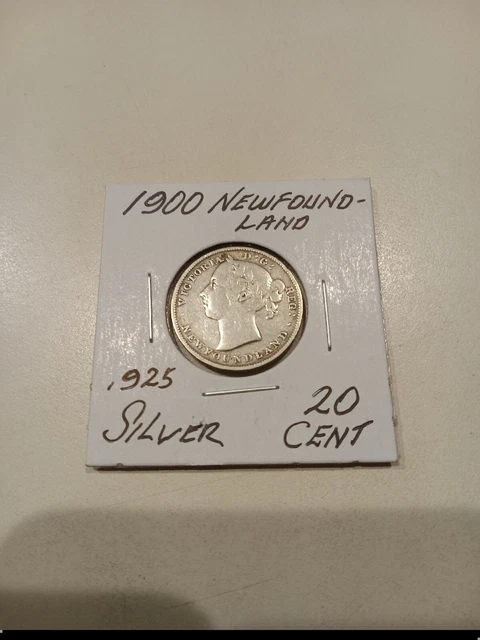 1900 NEWFOUND-
LAND
VICTORIA D:G: REG:
NEWFOUNDLAND
.925
SILVER
20
CENT